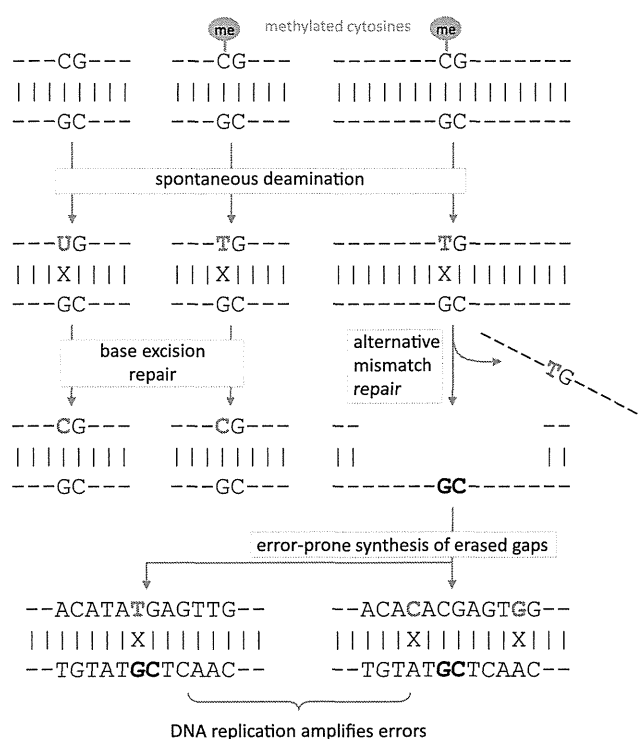 me methylated cytosines me
---CG--- ---CG--- -------CG-------
---GC--- ---GC--- -------GC-------
spontaneous deamination
---UG--- ---TG--- -------TG-------
X X X
---GC--- ---GC--- -------GC-------
base excision
repair
alternative
mismatch
repair
TG
---CG--- ---CG--- -- --
---GC--- ---GC--- -------GC-------
error-prone synthesis of erased gaps
--ACATATGAGTTG-- --ACACACGAGTGG--
X X X
--TGTATGCTCAAC-- --TGTATGCTCAAC--
DNA replication amplifies errors